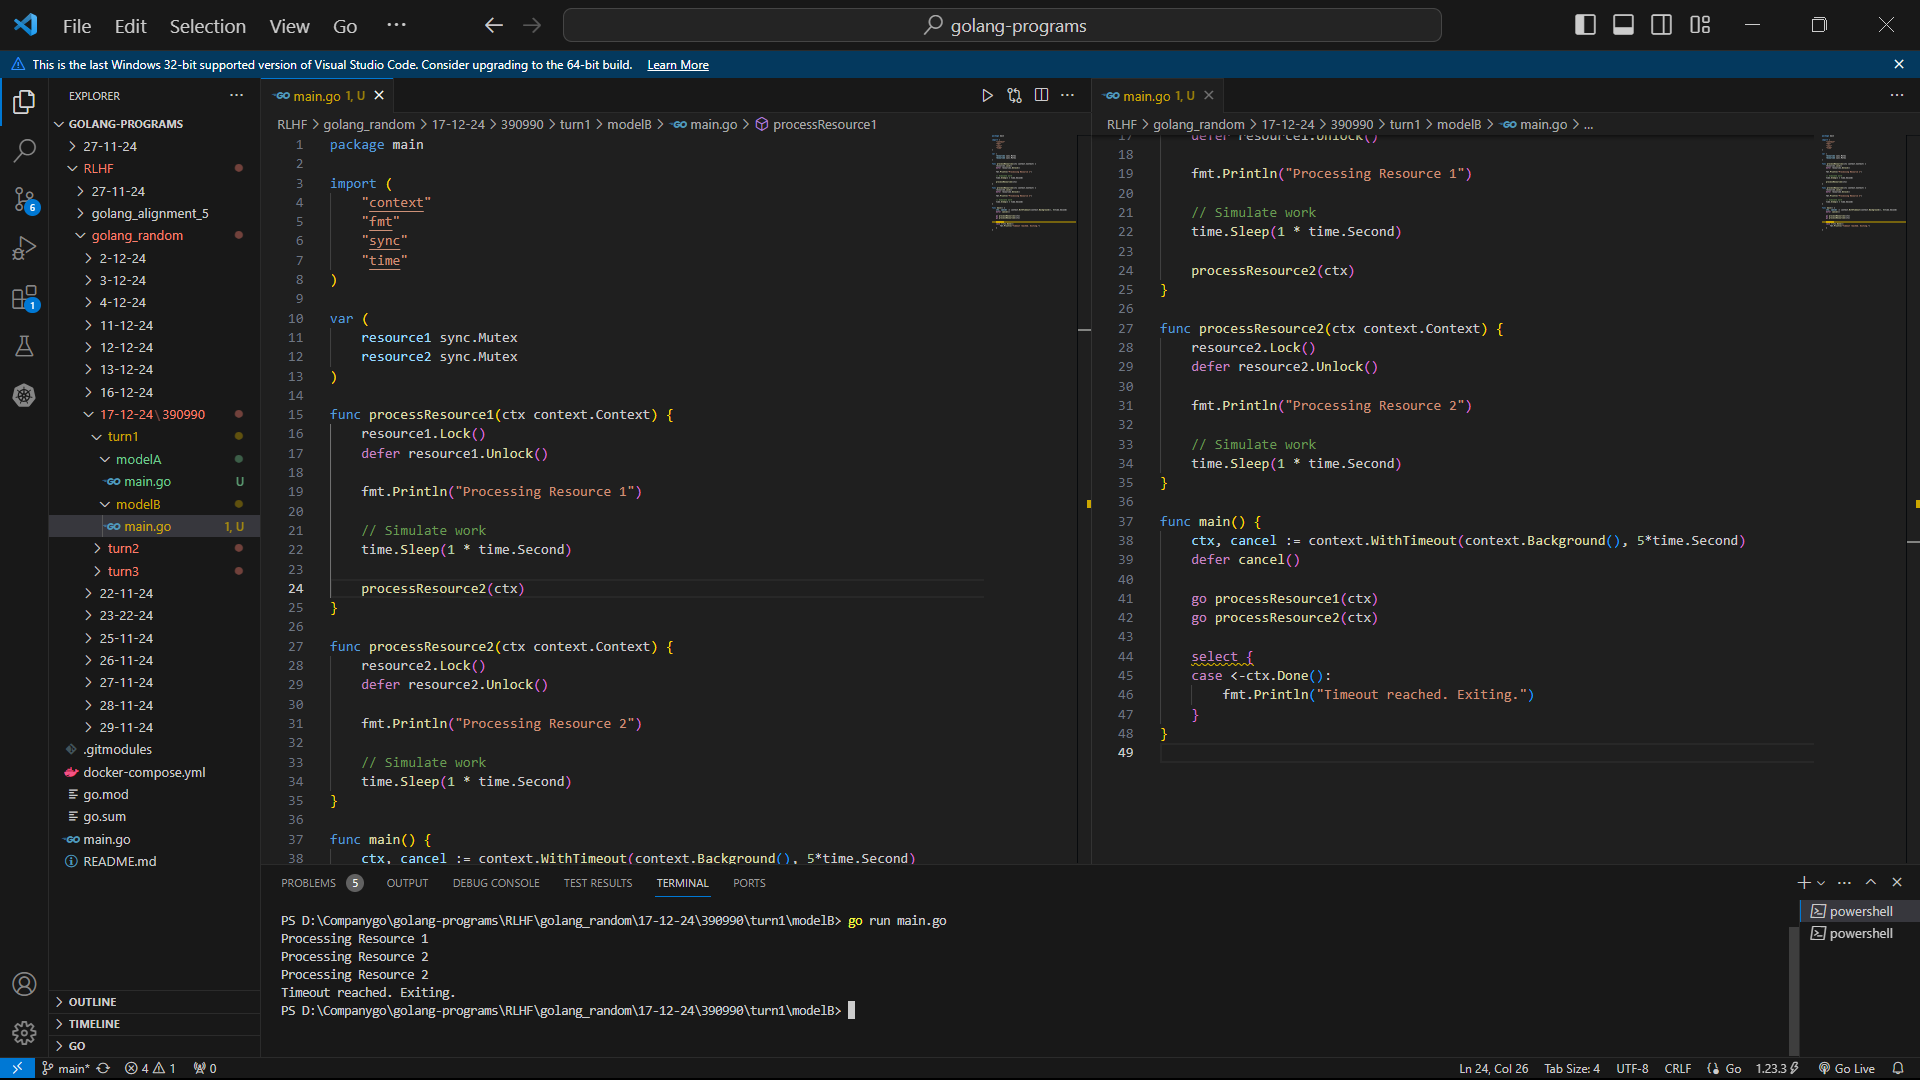 File Edit Selection View Go ···
golang-programs
This is the last Windows 32-bit supported version of Visual Studio Code. Consider upgrading to the 64-bit build. Learn More
EXPLORER
GOLANG-PROGRAMS
27-11-24
RLHF
27-11-24
golang_alignment_5
golang_random
2-12-24
3-12-24
4-12-24
11-12-24
12-12-24
13-12-24
16-12-24
17-12-24\390990
turn1
modelA
main.go U
modelB
main.go 1, U
turn2
turn3
22-11-24
23-22-24
25-11-24
26-11-24
27-11-24
28-11-24
29-11-24
.gitmodules
docker-compose.yml
go.mod
go.sum
main.go
README.md
OUTLINE
TIMELINE
GO
6
1
main.go 1, U
RLHF > golang_random > 17-12-24 > 390990 > turn1 > modelB > main.go > processResource1
1 package main
2
3 import (
4 "context"
5 "fmt"
6 "sync"
7 "time"
8 )
9
10 var (
11 resource1 sync.Mutex
12 resource2 sync.Mutex
13 )
14
15 func processResource1(ctx context.Context) {
16 resource1.Lock()
17 defer resource1.Unlock()
18
19 fmt.Println("Processing Resource 1")
20
21 // Simulate work
22 time.Sleep(1 * time.Second)
23
24 processResource2(ctx)
25 }
26
27 func processResource2(ctx context.Context) {
28 resource2.Lock()
29 defer resource2.Unlock()
30
31 fmt.Println("Processing Resource 2")
32
33 // Simulate work
34 time.Sleep(1 * time.Second)
35 }
36
37 func main() {
38 ctx, cancel := context.WithTimeout(context.Background(), 5*time.Second)
main.go 1, U
RLHF > golang_random > 17-12-24 > 390990 > turn1 > modelB > main.go > ...
17 defer resource1.Unlock()
18
19 fmt.Println("Processing Resource 1")
20
21 // Simulate work
22 time.Sleep(1 * time.Second)
23
24 processResource2(ctx)
25 }
26
27 func processResource2(ctx context.Context) {
28 resource2.Lock()
29 defer resource2.Unlock()
30
31 fmt.Println("Processing Resource 2")
32
33 // Simulate work
34 time.Sleep(1 * time.Second)
35 }
36
37 func main() {
38 ctx, cancel := context.WithTimeout(context.Background(), 5*time.Second)
39 defer cancel()
40
41 go processResource1(ctx)
42 go processResource2(ctx)
43
44 select {
45 case <-ctx.Done():
46 fmt.Println("Timeout reached. Exiting.")
47 }
48 }
49
PROBLEMS 5 OUTPUT DEBUG CONSOLE TEST RESULTS TERMINAL PORTS
PS D:\Companygo\golang-programs\RLHF\golang_random\17-12-24\390990\turn1\modelB> go run main.go
Processing Resource 1
Processing Resource 2
Processing Resource 2
Timeout reached. Exiting.
PS D:\Companygo\golang-programs\RLHF\golang_random\17-12-24\390990\turn1\modelB>
powershell
powershell
main* 4 1 0
Ln 24, Col 26 Tab Size: 4 UTF-8 CRLF Go 1.23.3 Go Live